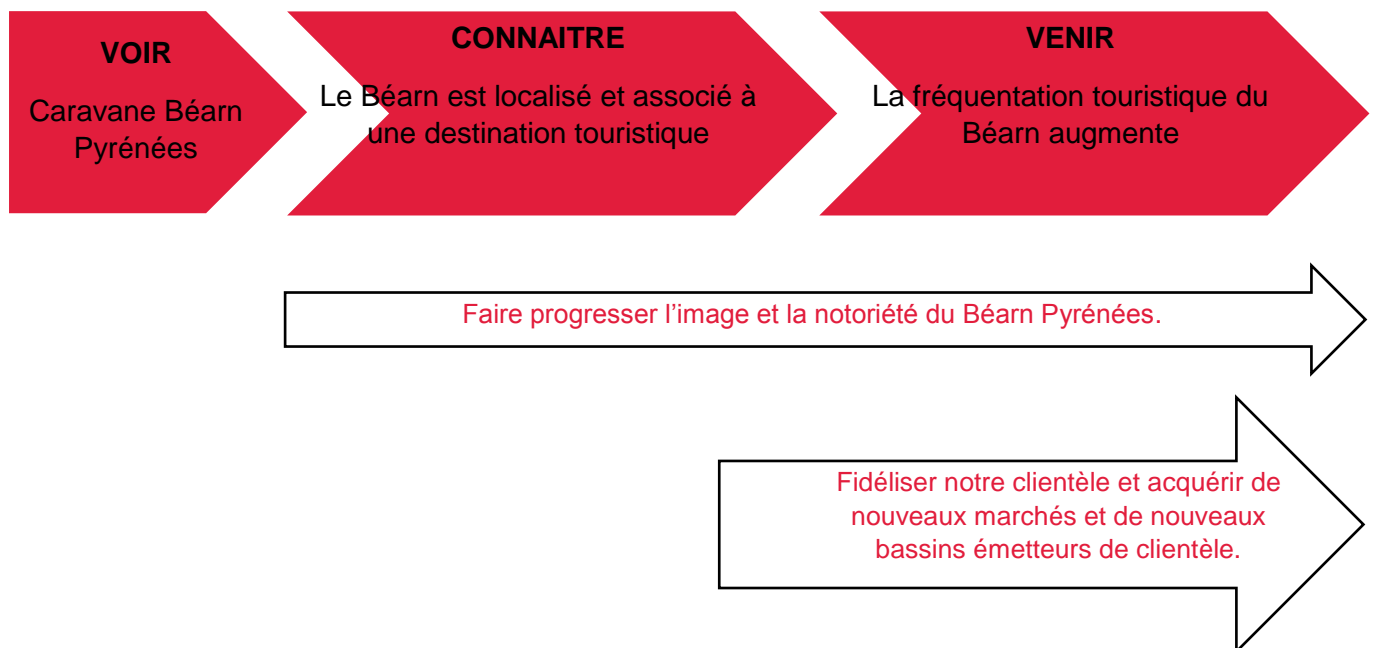 VOIR
Caravane Béarn
Pyrénées
CONNAITRE
Le Béarn est localisé et associé à
une destination touristique
VENIR
La fréquentation touristique du
Béarn augmente
Faire progresser l’image et la notoriété du Béarn Pyrénées.
Fidéliser notre clientèle et acquérir de
nouveaux marchés et de nouveaux
bassins émetteurs de clientèle.